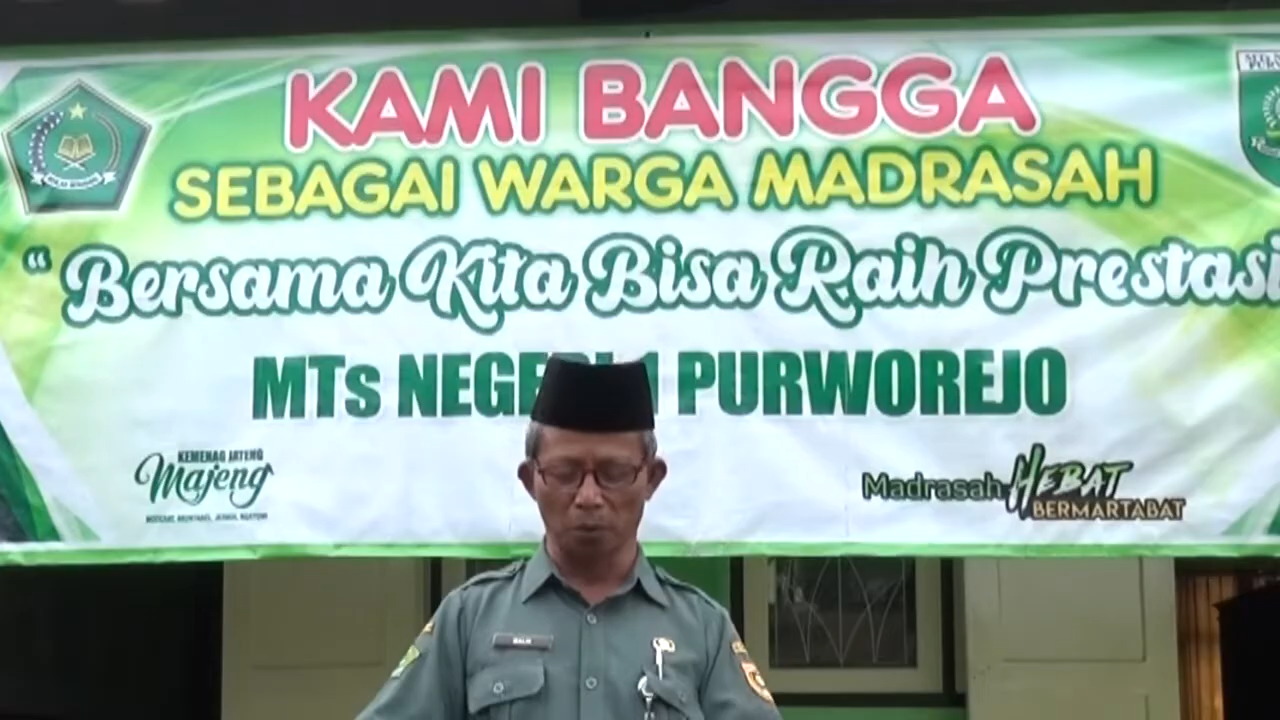 KAMI BANGGA
SEBAGAI WARGA MADRASAH
“ Bersama Kita Bisa Raih Prestasi
MTs NEGERI 1 PURWOREJO
KEMENAG JATENG
Majeng
Madrasah HEBAT
BERMARTABAT